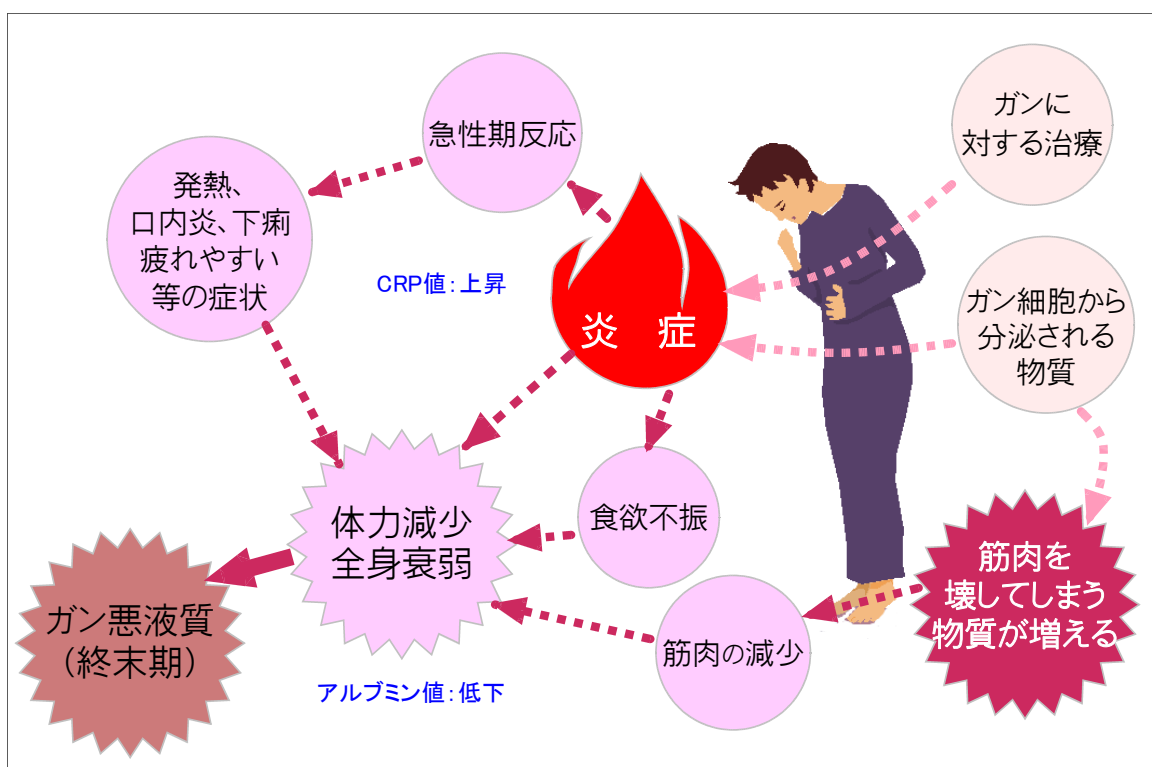 ガンに
対する治療
急性期反応
発熱、
口内炎、下痢
疲れやすい
等の症状
CRP値：上昇
炎　症
ガン細胞から
分泌される
物質
体力減少
全身衰弱
食欲不振
筋肉を
壊してしまう
物質が増える
ガン悪液質
（終末期）
筋肉の減少
アルブミン値：低下